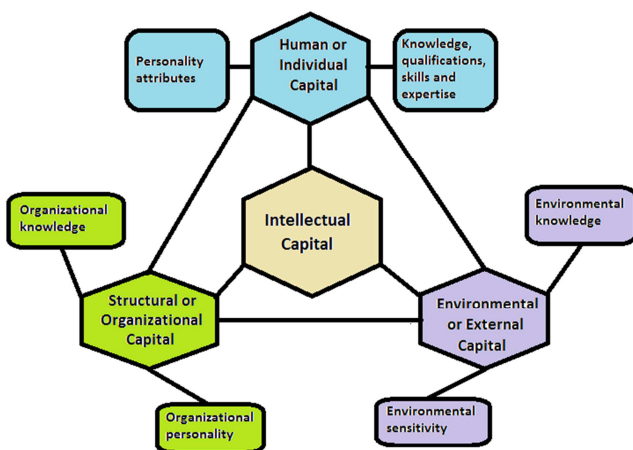 Human or
Individual
Capital
Personality
attributes
Knowledge,
qualifications,
skills and
expertise
Intellectual
Capital
Organizational
knowledge
Environmental
knowledge
Structural or
Organizational
Capital
Environmental
or External
Capital
Organizational
personality
Environmental
sensitivity